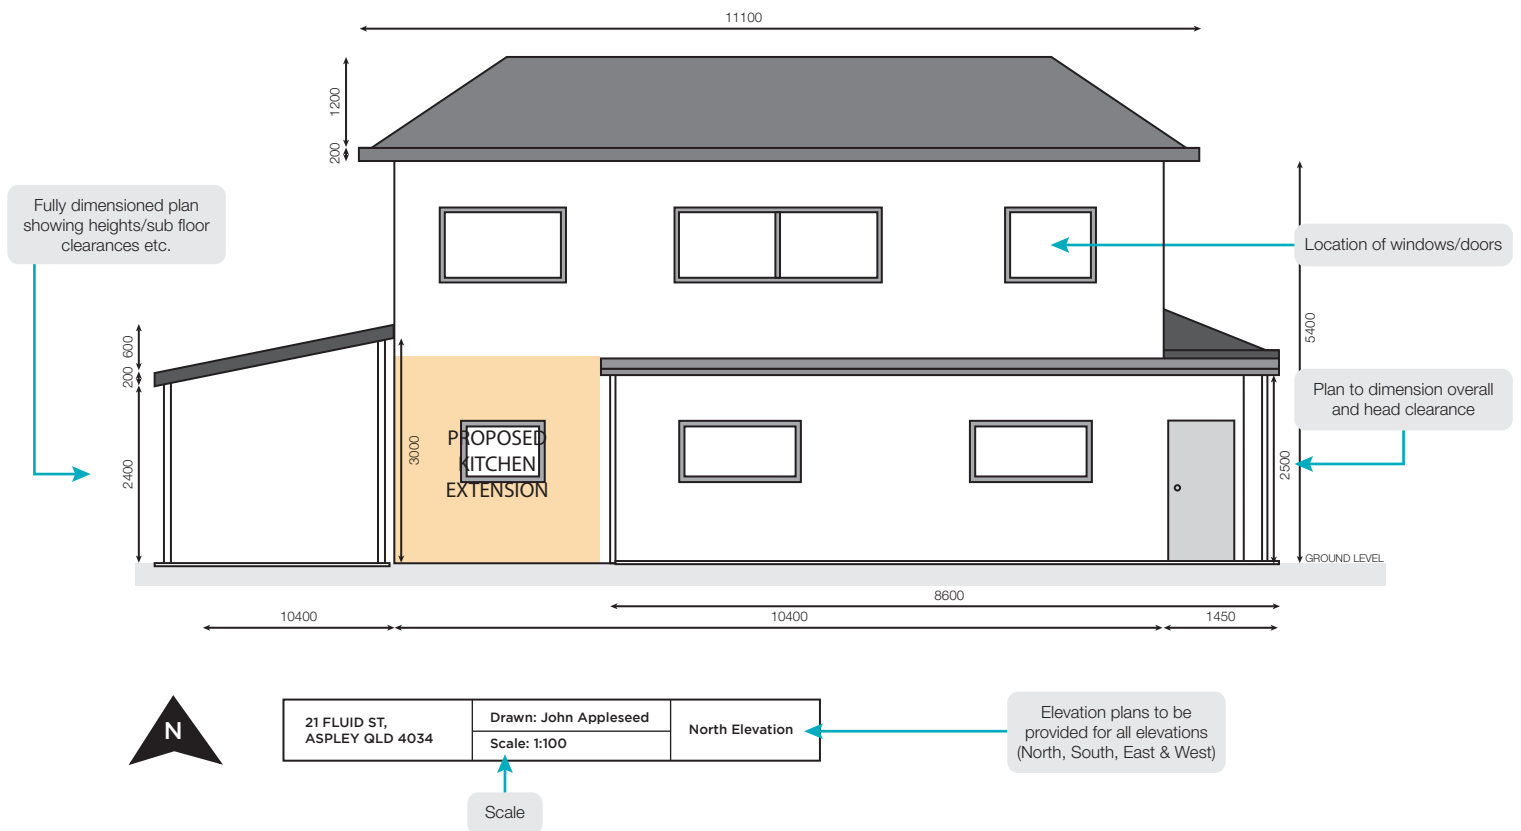 11100
1200
200
Fully dimensioned plan
showing heights/sub floor
clearances etc.
Location of windows/doors
5400
600
200
2400
3000
PROPOSED
KITCHEN
EXTENSION
Plan to dimension overall
and head clearance
2500
GROUND LEVEL
8600
10400
10400
1450
N
21 FLUID ST,
ASPLEY QLD 4034
Drawn: John Appleseed
Scale: 1:100
North Elevation
Elevation plans to be
provided for all elevations
(North, South, East & West)
Scale